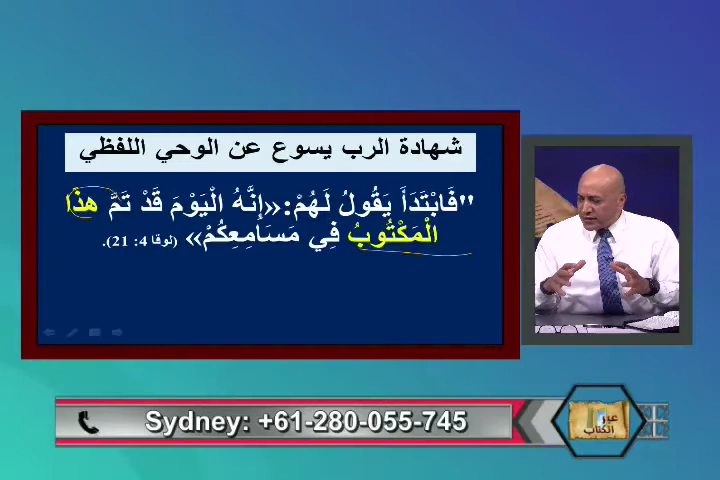 شهادة الرب يسوع عن الوحي اللفظي
"فَابْتَدَأَ يَقُولُ لَهُمْ:«إِنَّهُ الْيَوْمَ قَدْ تَمَّ هذَا
الْمَكْتُوبُ فِي مَسَامِعِكُمْ» (لوقا 4: 21).
Sydney: +61-280-055-745
عبر
الكتاب